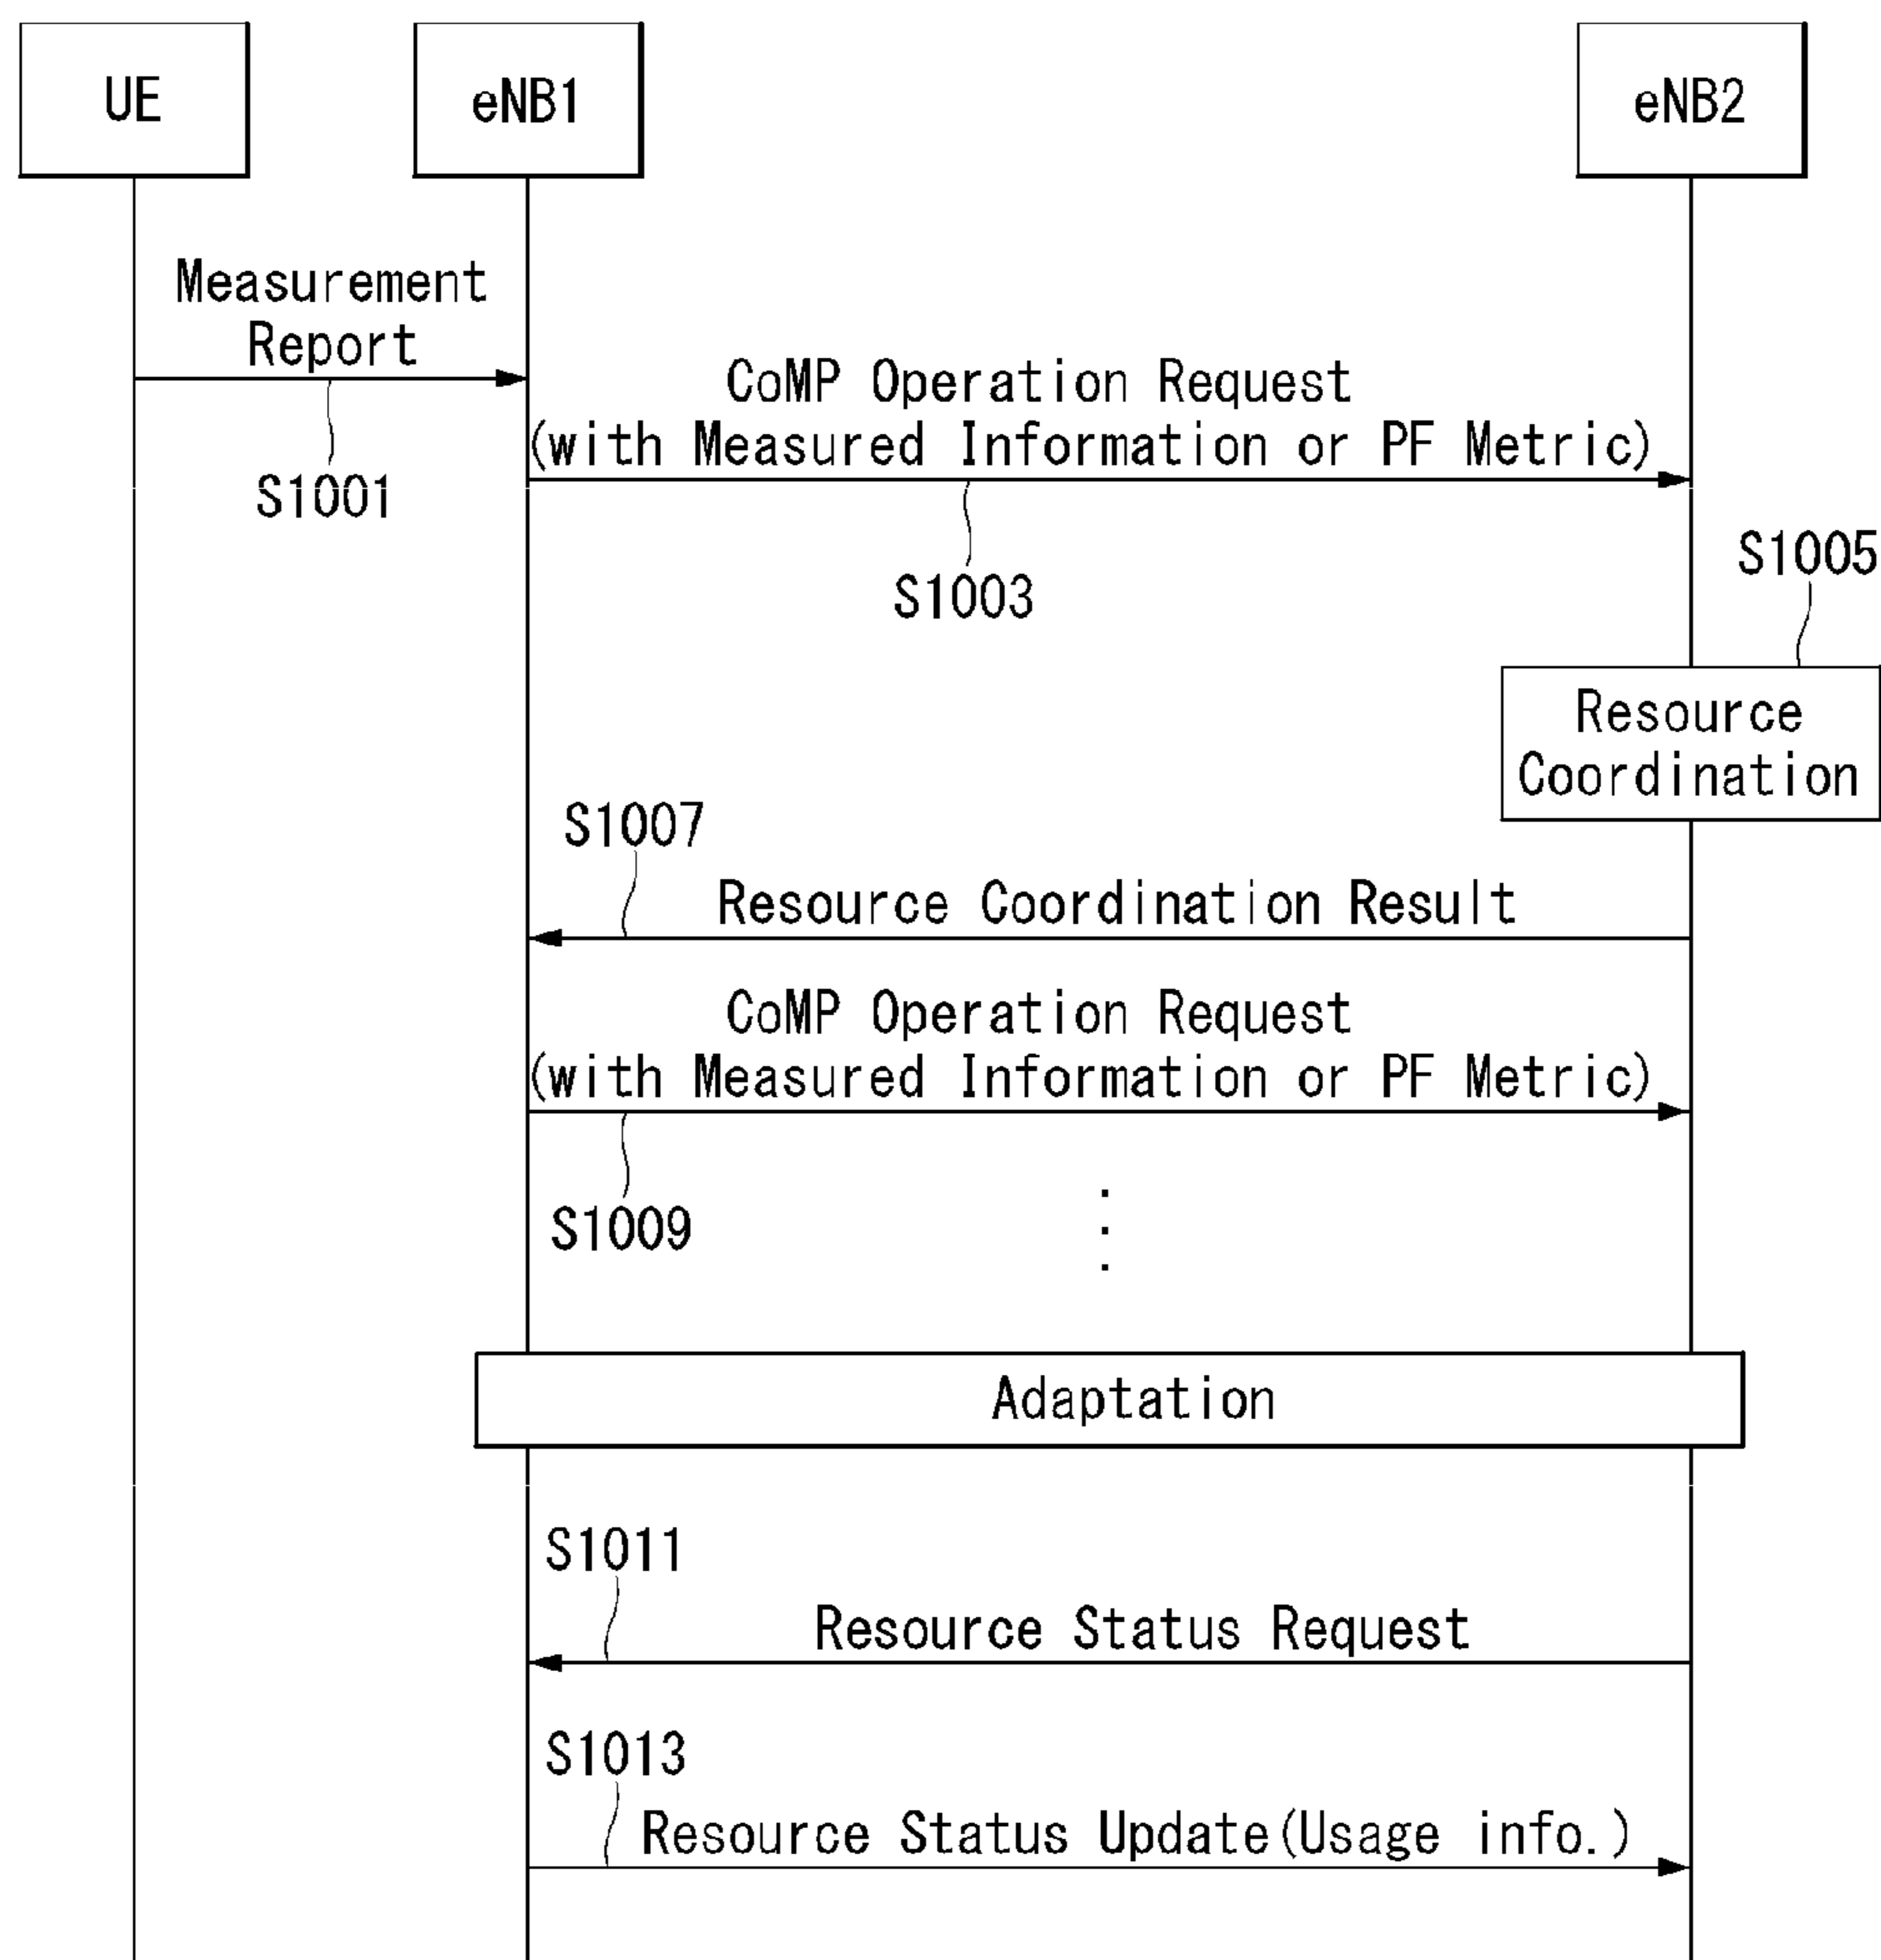 UE
eNB1
eNB2
Measurement
Report
S1001
CoMP Operation Request
(with Measured Information or PF Metric)
S1003
S1005
Resource
Coordination
S1007
Resource Coordination Result
CoMP Operation Request
(with Measured Information or PF Metric)
S1009
Adaptation
S1011
Resource Status Request
S1013
Resource Status Update(Usage info.)